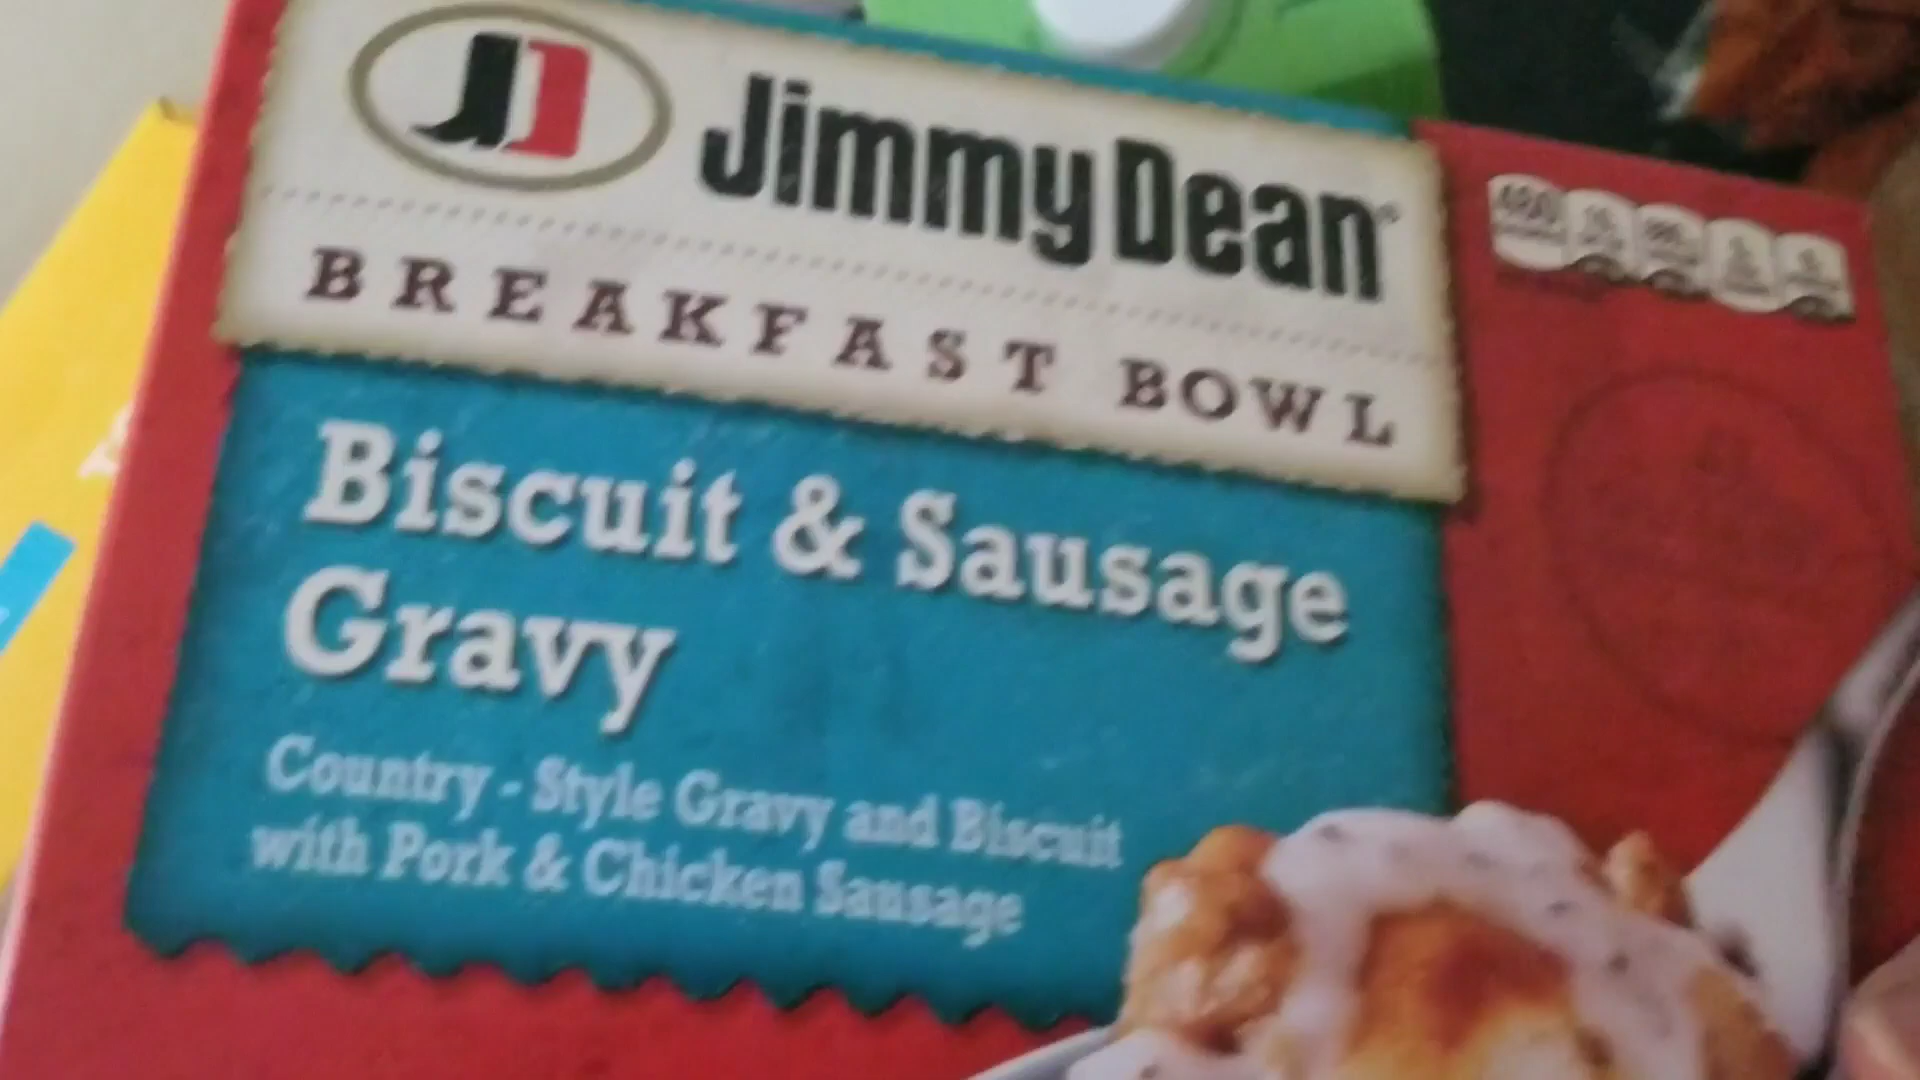 Jimmy Dean®
BREAKFAST BOWL
Biscuit & Sausage
Gravy
Country - Style Gravy and Biscuit
with Pork & Chicken Sausage